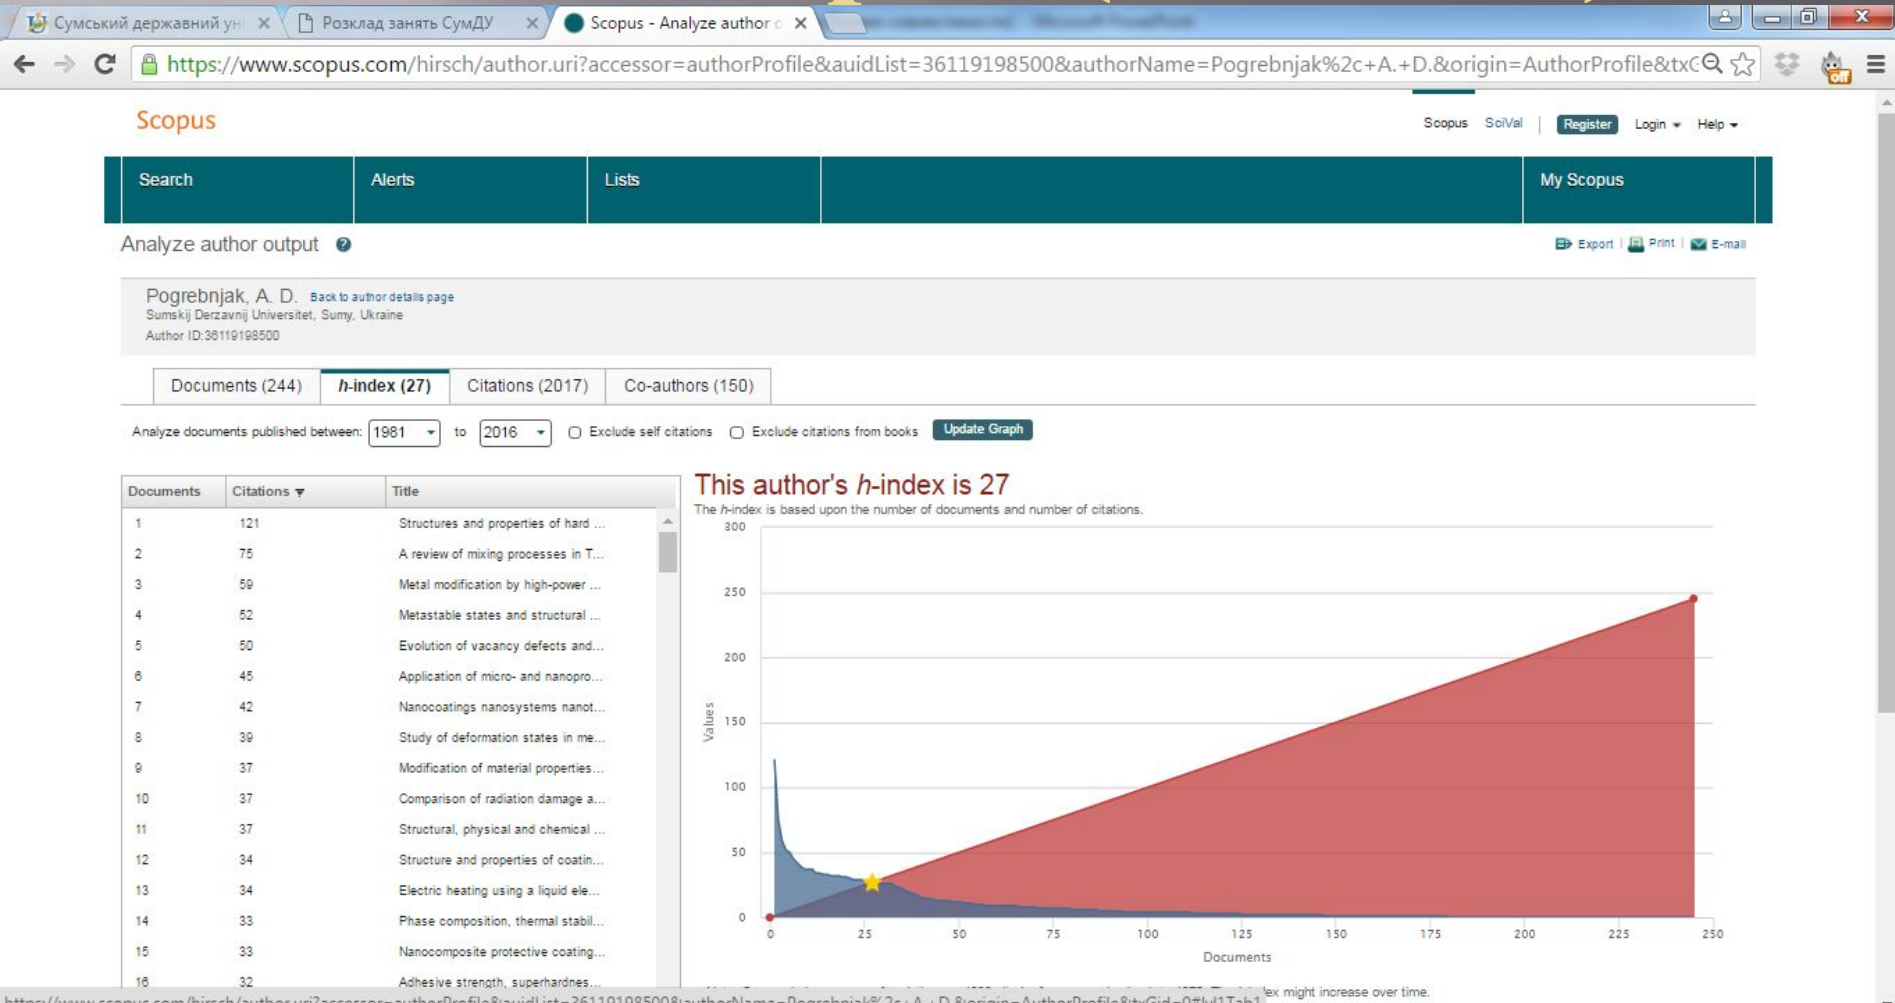 Сумський державний ун
Розклад занять СумДУ
Scopus - Analyze author o
https://www.scopus.com/hirsch/author.uri?accessor=authorProfile&auidList=36119198500&authorName=Pogrebnjak%2c+A.+D.&origin=AuthorProfile&txG
off
Scopus
Scopus SciVal | Register Login Help
Search Alerts Lists My Scopus
Analyze author output ?
Export | Print | E-mail
Pogrebnjak, A. D. Back to author details page
Sumskij Derzavnij Universitet, Sumy, Ukraine
Author ID:36119198500
Documents (244) h-index (27) Citations (2017) Co-authors (150)
Analyze documents published between: 1981 to 2016 Exclude self citations Exclude citations from books Update Graph
Documents Citations Title
1 121 Structures and properties of hard ...
2 75 A review of mixing processes in T...
3 59 Metal modification by high-power ...
4 52 Metastable states and structural ...
5 50 Evolution of vacancy defects and...
6 45 Application of micro- and nanopro...
7 42 Nanocoatings nanosystems nanot...
8 39 Study of deformation states in me...
9 37 Modification of material properties...
10 37 Comparison of radiation damage a...
11 37 Structural, physical and chemical ...
12 34 Structure and properties of coatin...
13 34 Electric heating using a liquid ele...
14 33 Phase composition, thermal stabil...
15 33 Nanocomposite protective coating...
16 32 Adhesive strength, superhardnes...
This author's h-index is 27
The h-index is based upon the number of documents and number of citations.
300
250
200
150
100
50
0
Values
0 25 50 75 100 125 150 175 200 225 250
Documents
might increase over time.